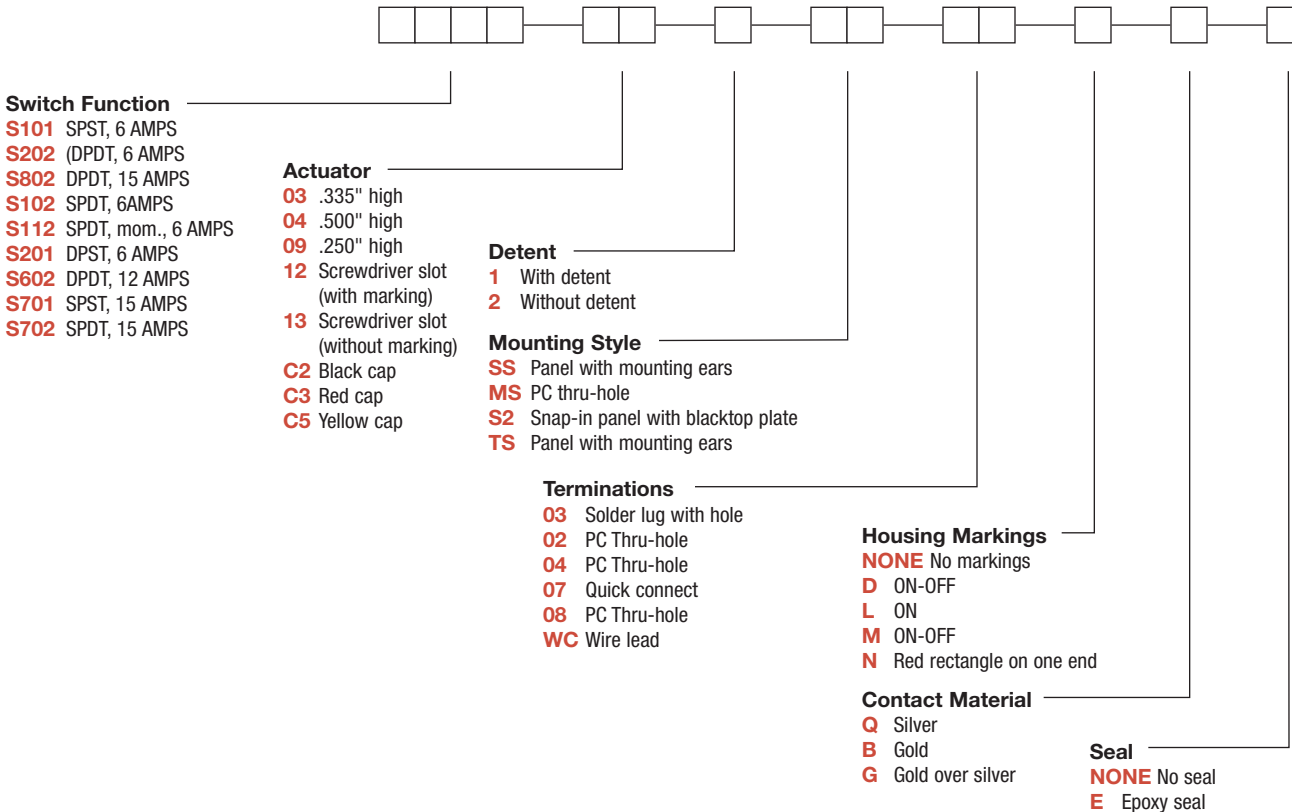 Switch Function
S101 SPST, 6 AMPS
S202 (DPDT, 6 AMPS
S802 DPDT, 15 AMPS
S102 SPDT, 6AMPS
S112 SPDT, mom., 6 AMPS
S201 DPST, 6 AMPS
S602 DPDT, 12 AMPS
S701 SPST, 15 AMPS
S702 SPDT, 15 AMPS
Actuator
03 .335" high
04 .500" high
09 .250" high
12 Screwdriver slot
(with marking)
13 Screwdriver slot
(without marking)
C2 Black cap
C3 Red cap
C5 Yellow cap
Detent
1 With detent
2 Without detent
Mounting Style
SS Panel with mounting ears
MS PC thru-hole
S2 Snap-in panel with blacktop plate
TS Panel with mounting ears
Terminations
03 Solder lug with hole
02 PC Thru-hole
04 PC Thru-hole
07 Quick connect
08 PC Thru-hole
WC Wire lead
Housing Markings
NONE No markings
D ON-OFF
L ON
M ON-OFF
N Red rectangle on one end
Contact Material
Q Silver
B Gold
G Gold over silver
Seal
NONE No seal
E Epoxy seal